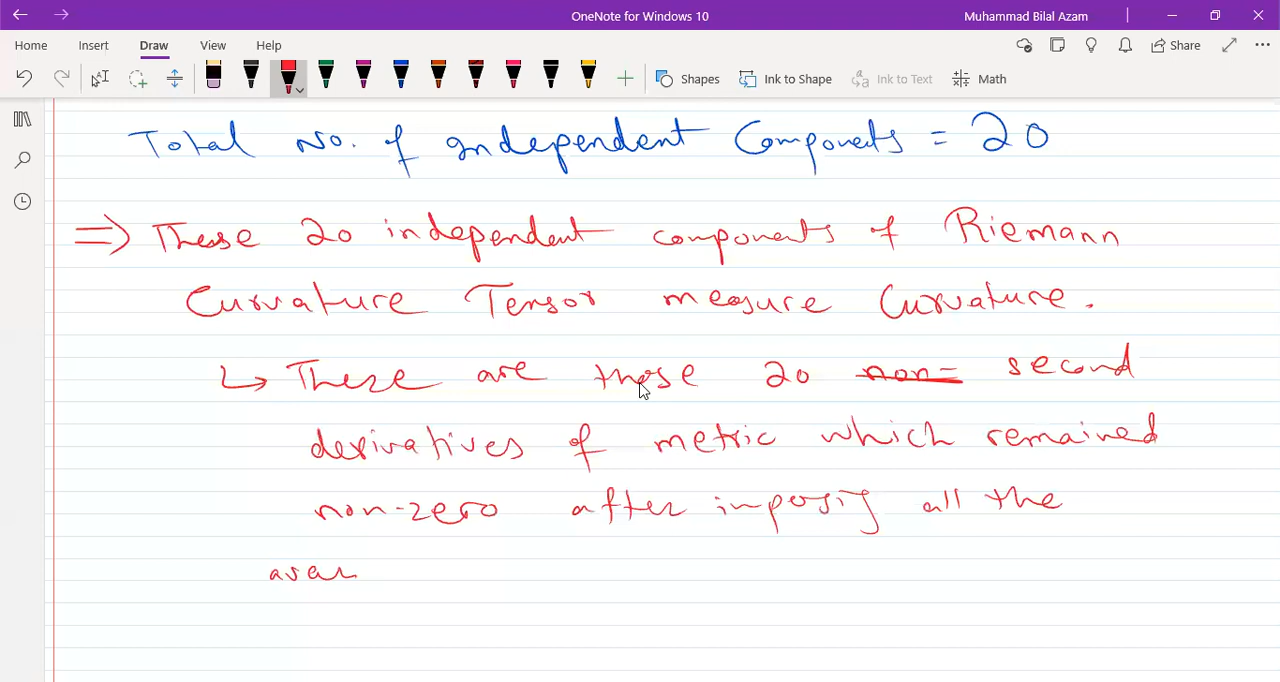 OneNote for Windows 10
Muhammad Bilal Azam
Home Insert Draw View Help
Share
Shapes Ink to Shape Ink to Text Math
Total No. of independent Components = 20
⇒ These 20 independent components of Riemann
Curvature Tensor measure Curvature.
↳ There are those 20 non- second
derivatives of metric which remained
non-zero after imposing all the